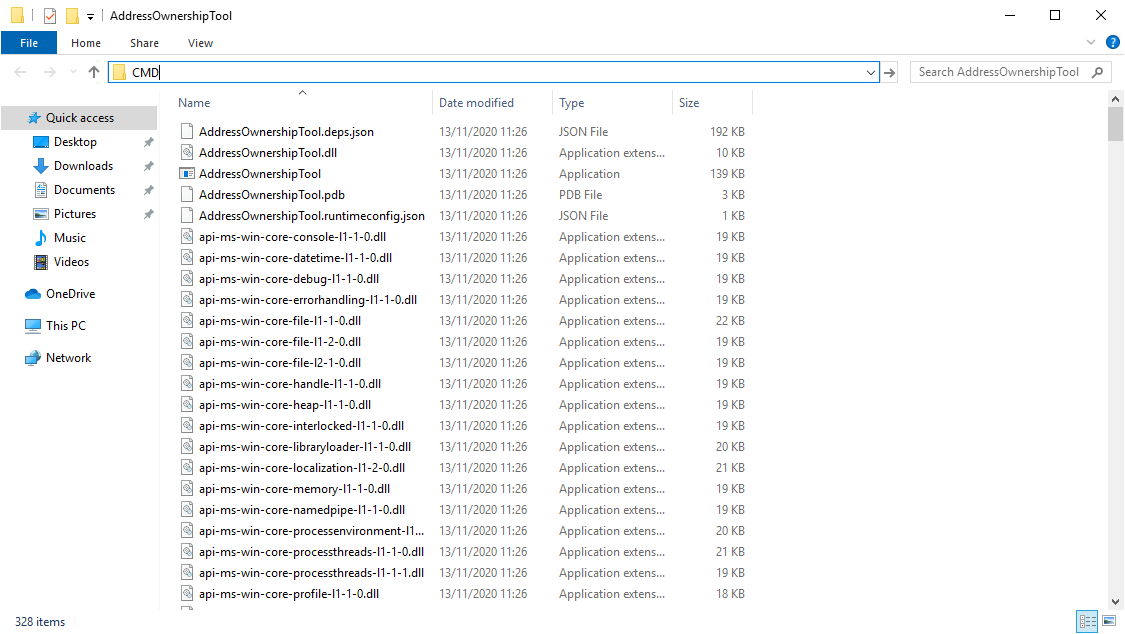 AddressOwnershipTool
File Home Share View
CMD
Search AddressOwnershipTool
Name Date modified Type Size
Quick access
Desktop
Downloads
Documents
Pictures
Music
Videos
OneDrive
This PC
Network
AddressOwnershipTool.deps.json 13/11/2020 11:26 JSON File 192 KB
AddressOwnershipTool.dll 13/11/2020 11:26 Application extens... 10 KB
AddressOwnershipTool 13/11/2020 11:26 Application 139 KB
AddressOwnershipTool.pdb 13/11/2020 11:26 PDB File 3 KB
AddressOwnershipTool.runtimeconfig.json 13/11/2020 11:26 JSON File 1 KB
api-ms-win-core-console-l1-1-0.dll 13/11/2020 11:26 Application extens... 19 KB
api-ms-win-core-datetime-l1-1-0.dll 13/11/2020 11:26 Application extens... 19 KB
api-ms-win-core-debug-l1-1-0.dll 13/11/2020 11:26 Application extens... 19 KB
api-ms-win-core-errorhandling-l1-1-0.dll 13/11/2020 11:26 Application extens... 19 KB
api-ms-win-core-file-l1-1-0.dll 13/11/2020 11:26 Application extens... 22 KB
api-ms-win-core-file-l1-2-0.dll 13/11/2020 11:26 Application extens... 19 KB
api-ms-win-core-file-l2-1-0.dll 13/11/2020 11:26 Application extens... 19 KB
api-ms-win-core-handle-l1-1-0.dll 13/11/2020 11:26 Application extens... 19 KB
api-ms-win-core-heap-l1-1-0.dll 13/11/2020 11:26 Application extens... 19 KB
api-ms-win-core-interlocked-l1-1-0.dll 13/11/2020 11:26 Application extens... 19 KB
api-ms-win-core-libraryloader-l1-1-0.dll 13/11/2020 11:26 Application extens... 20 KB
api-ms-win-core-localization-l1-2-0.dll 13/11/2020 11:26 Application extens... 21 KB
api-ms-win-core-memory-l1-1-0.dll 13/11/2020 11:26 Application extens... 19 KB
api-ms-win-core-namedpipe-l1-1-0.dll 13/11/2020 11:26 Application extens... 19 KB
api-ms-win-core-processenvironment-l1... 13/11/2020 11:26 Application extens... 20 KB
api-ms-win-core-processthreads-l1-1-0.dll 13/11/2020 11:26 Application extens... 21 KB
api-ms-win-core-processthreads-l1-1-1.dll 13/11/2020 11:26 Application extens... 19 KB
api-ms-win-core-profile-l1-1-0.dll 13/11/2020 11:26 Application extens... 18 KB
328 items